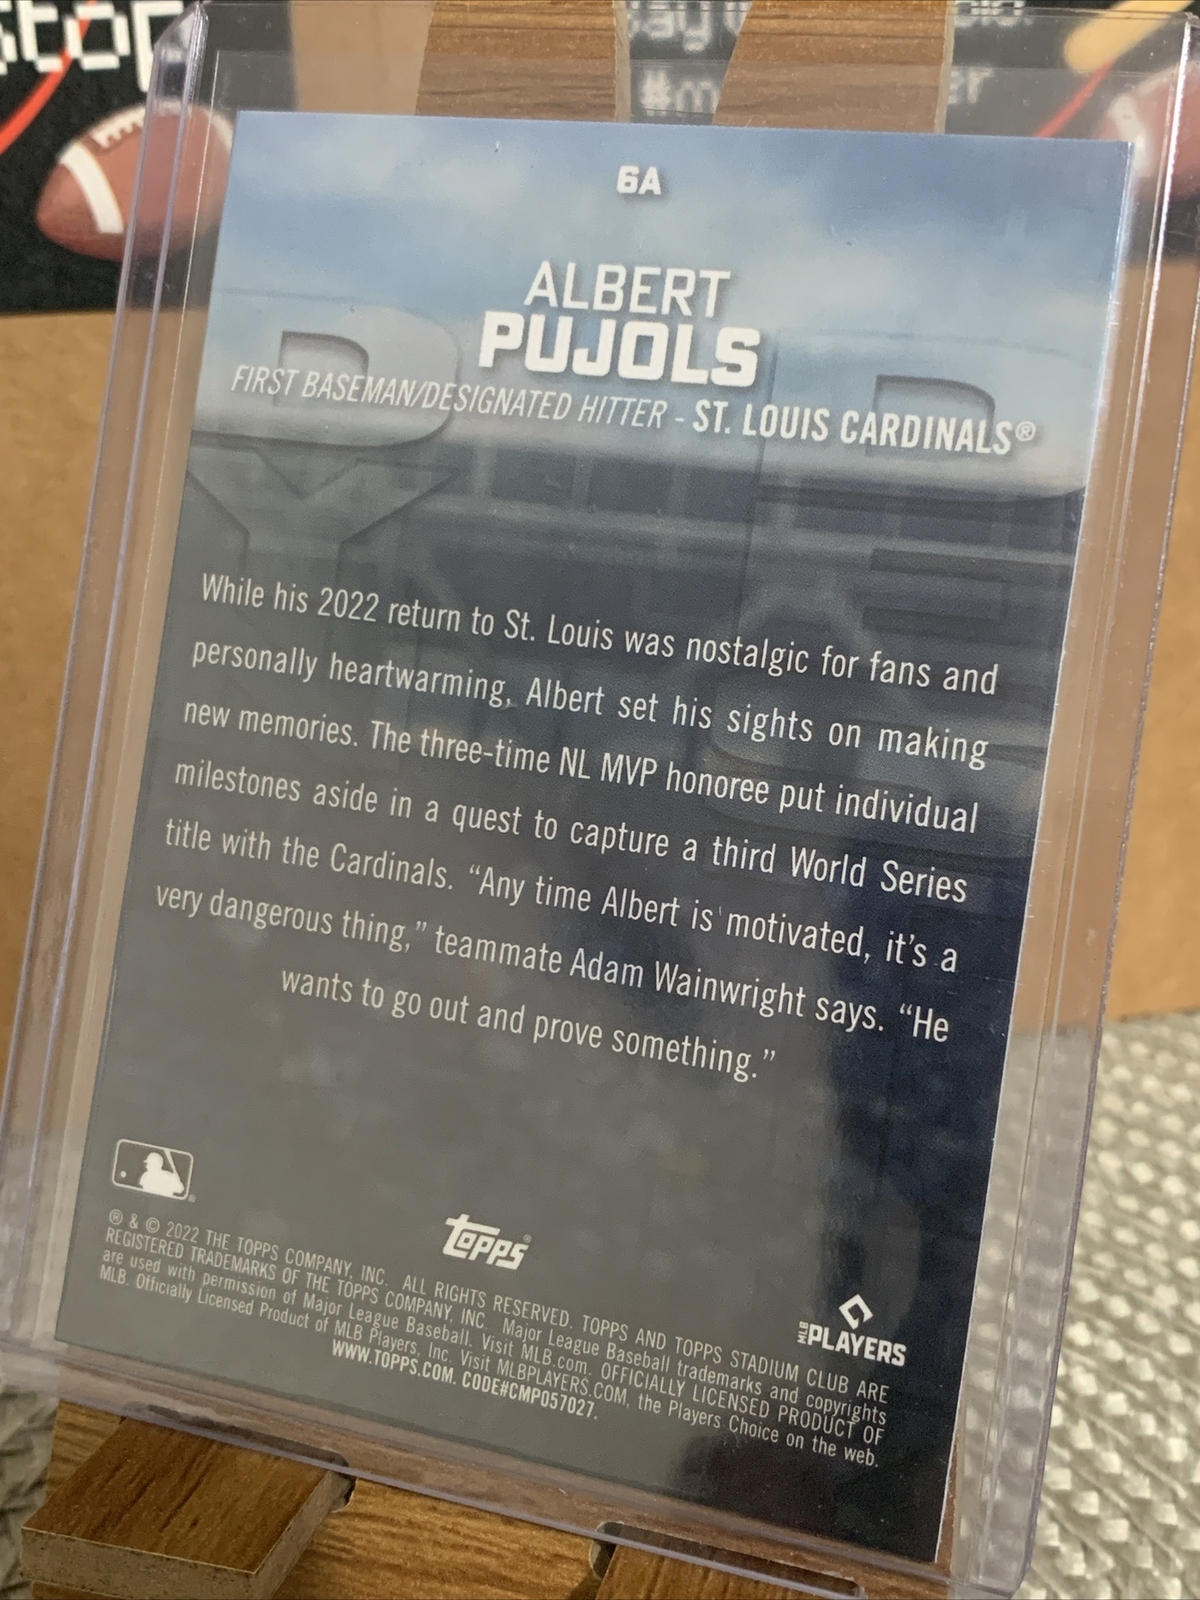 Stop
#m
er
6A
ALBERT
PUJOLS
FIRST BASEMAN/DESIGNATED HITTER - ST. LOUIS CARDINALS®
While his 2022 return to St. Louis was nostalgic for fans and
personally heartwarming, Albert set his sights on making
new memories. The three-time NL MVP honoree put individual
milestones aside in a quest to capture a third World Series
title with the Cardinals. “Any time Albert is motivated, it’s a
very dangerous thing,” teammate Adam Wainwright says. “He
wants to go out and prove something.”
Topps®
MLB PLAYERS
® & © 2022 THE TOPPS COMPANY, INC. ALL RIGHTS RESERVED. TOPPS AND TOPPS STADIUM CLUB ARE
REGISTERED TRADEMARKS OF THE TOPPS COMPANY, INC. Major League Baseball trademarks and copyrights
are used with permission of Major League Baseball. Visit MLB.com. OFFICIALLY LICENSED PRODUCT OF
MLB. Officially Licensed Product of MLB Players, Inc. Visit MLBPLAYERS.COM, the Players Choice on the web.
WWW.TOPPS.COM. CODE#CMP057027.